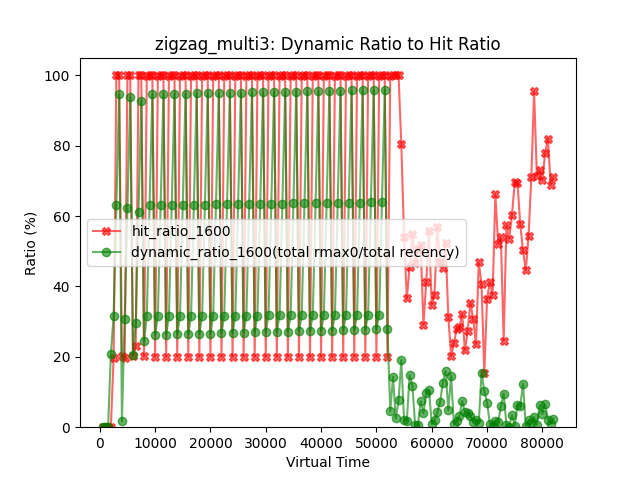 zigzag_multi3: Dynamic Ratio to Hit Ratio
Ratio (%)
100
80
60
40
20
0
hit_ratio_1600
dynamic_ratio_1600(total rmax0/total recency)
0 10000 20000 30000 40000 50000 60000 70000 80000
Virtual Time